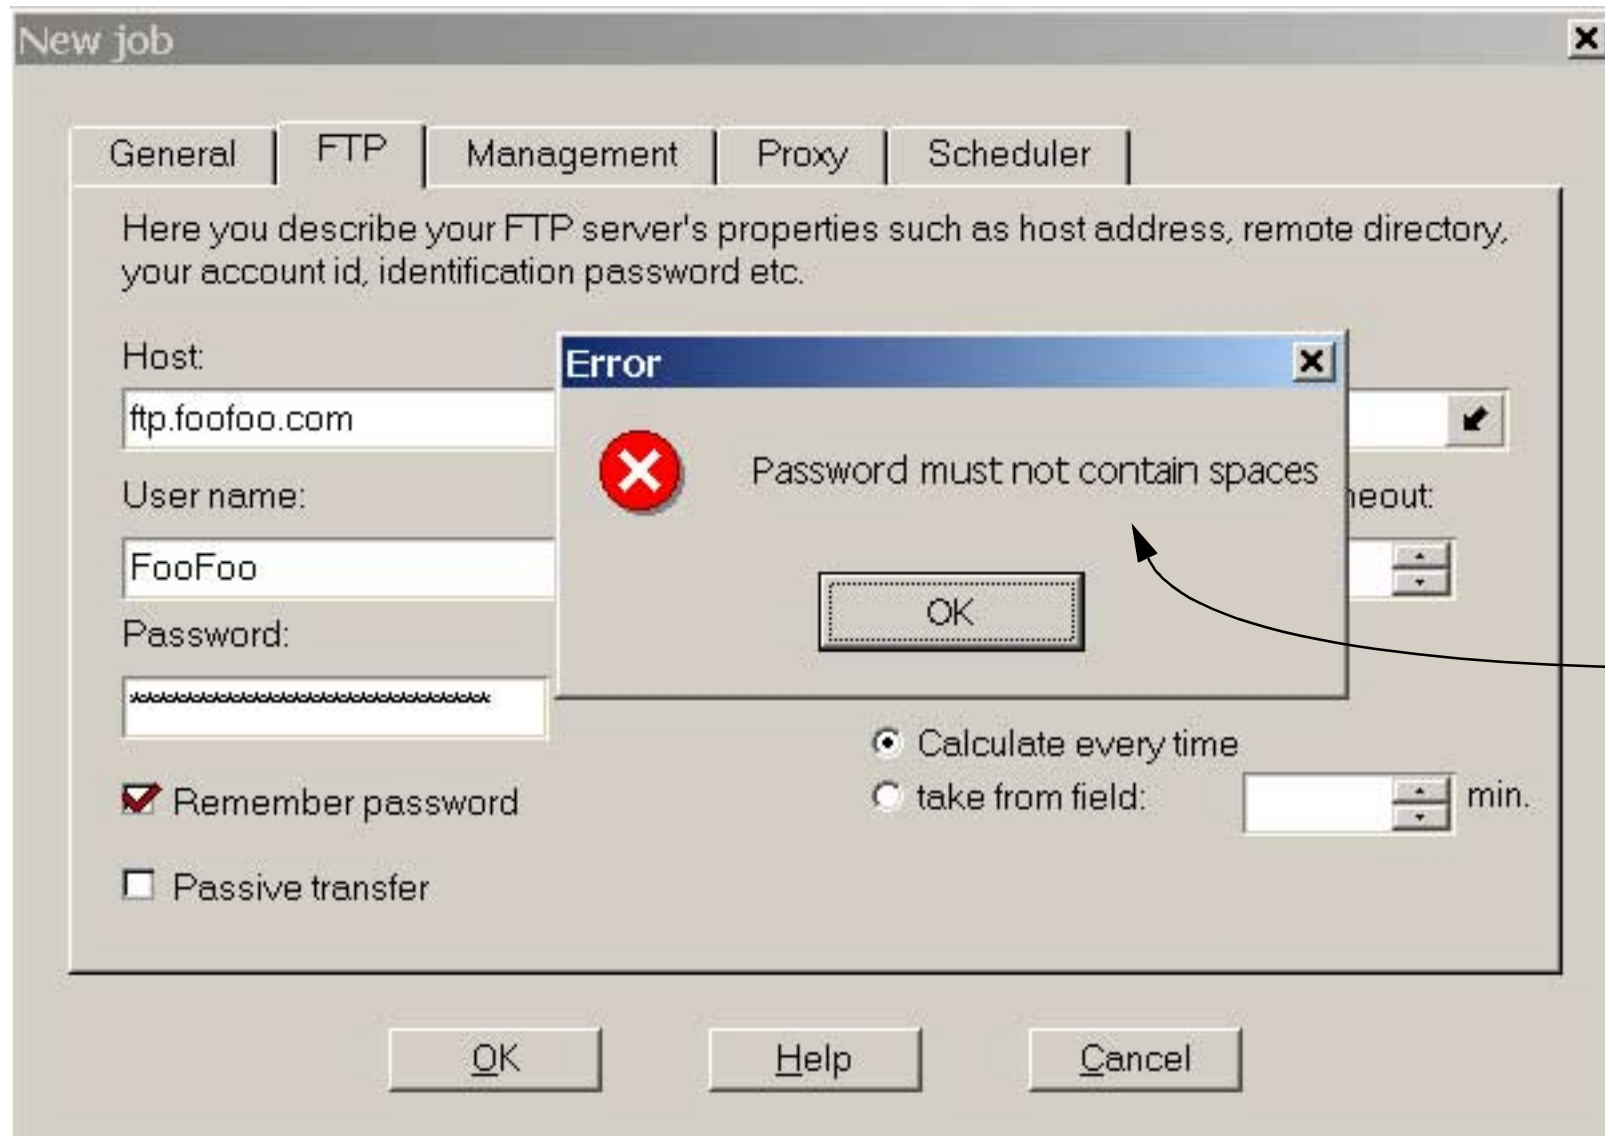 New job
General FTP Management Proxy Scheduler
Here you describe your FTP server's properties such as host address, remote directory,
your account id, identification password etc.
Host:
ftp.foofoo.com
Error
Password must not contain spaces
OK
User name:
FooFoo
eout:
Password:
*******************************
Calculate every time
take from field: min.
Remember password
Passive transfer
OK Help Cancel